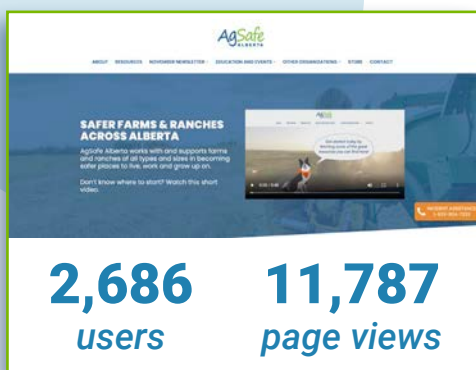 AgSafe
ALBERTA
ABOUT RESOURCES NOVEMBER NEWSLETTER EDUCATION AND EVENTS OTHER ORGANIZATIONS STORE CONTACT
SAFER FARMS & RANCHES
ACROSS ALBERTA
AgSafe Alberta works with and supports farms
and ranches of all types and sizes in becoming
safer places to live, work and grow up on.
Don't know where to start? Watch this short
video.
INCIDENT ASSISTANCE
2,686
users
11,787
page views